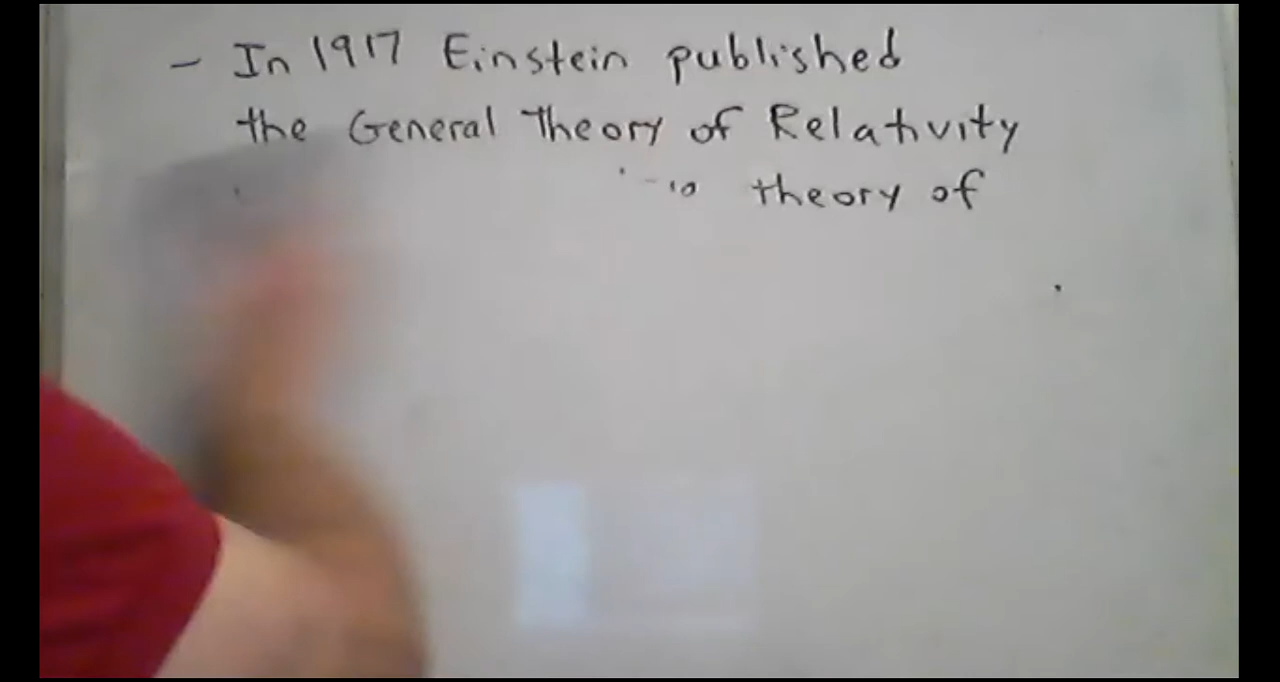 - In 1917 Einstein published
the General Theory of Relativity
theory of